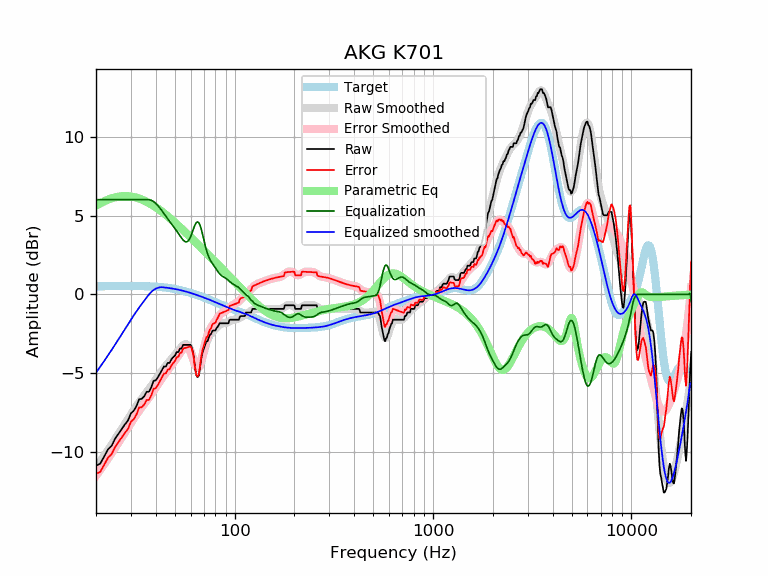 AKG K701
Target
Raw Smoothed
Error Smoothed
Raw
Error
Parametric Eq
Equalization
Equalized smoothed
10
5
0
−5
−10
Amplitude (dBr)
100
1000
10000
Frequency (Hz)